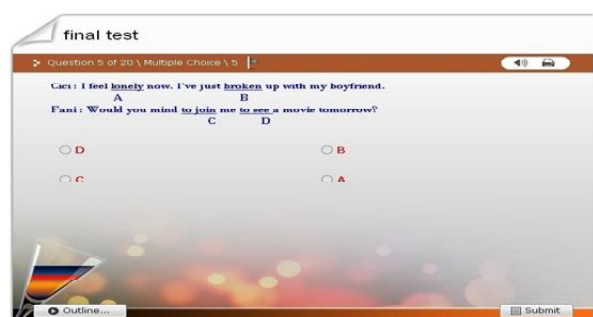 final test
Question 5 of 20 \ Multiple Choice \ 5
Cici : I feel lonely now. I've just broken up with my boyfriend.
A B
Fani : Would you mind to join me to see a movie tomorrow?
C D
D B
C A
Outline... Submit